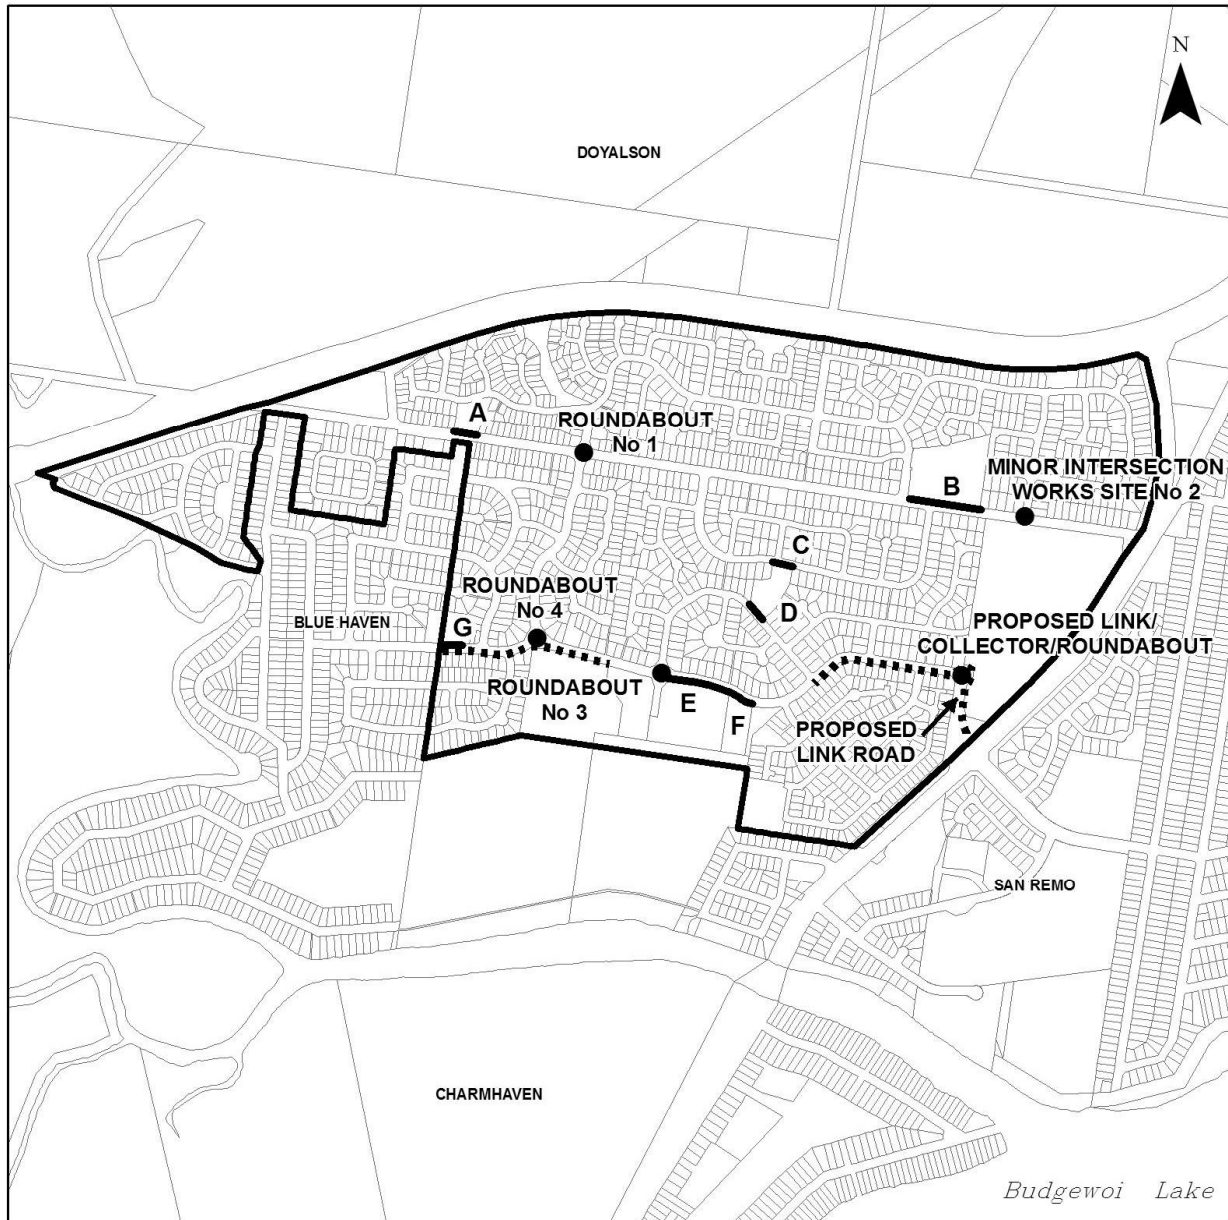 N
DOYALSON
A
ROUNDABOUT
No 1
B
MINOR INTERSECTION
WORKS SITE No 2
C
ROUNDABOUT
No 4
D
BLUE HAVEN
G
PROPOSED LINK/
COLLECTOR/ROUNDABOUT
ROUNDABOUT
No 3
E
F
PROPOSED
LINK ROAD
SAN REMO
CHARMHAVEN
Budgewoi Lake